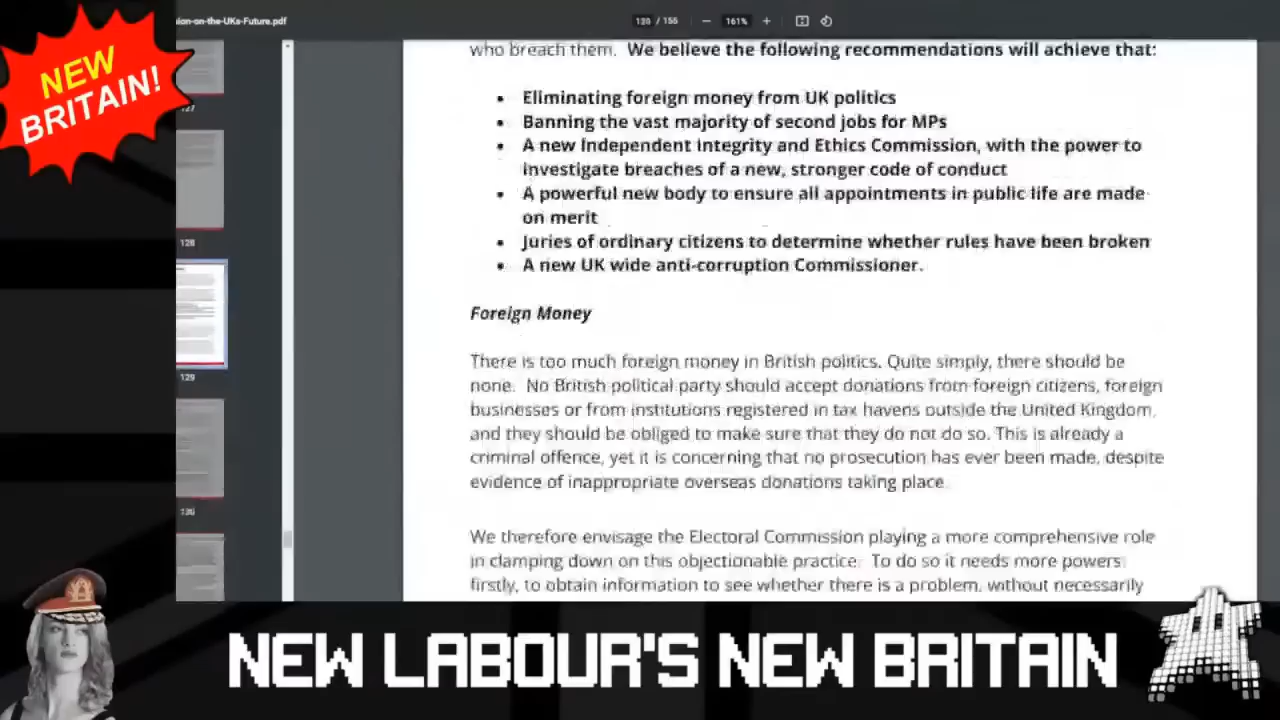 ion-on-the-UKs-Future.pdf
/ 155
161%
NEW
BRITAIN!
127
128
129
130
who breach them. We believe the following recommendations will achieve that:
• Eliminating foreign money from UK politics
• Banning the vast majority of second jobs for MPs
• A new Independent Integrity and Ethics Commission, with the power to
investigate breaches of a new, stronger code of conduct
• A powerful new body to ensure all appointments in public life are made
on merit
• Juries of ordinary citizens to determine whether rules have been broken
• A new UK wide anti-corruption Commissioner.
Foreign Money
There is too much foreign money in British politics. Quite simply, there should be
none. No British political party should accept donations from foreign citizens, foreign
businesses or from institutions registered in tax havens outside the United Kingdom,
and they should be obliged to make sure that they do not do so. This is already a
criminal offence, yet it is concerning that no prosecution has ever been made, despite
evidence of inappropriate overseas donations taking place.
We therefore envisage the Electoral Commission playing a more comprehensive role
in clamping down on this objectionable practice. To do so it needs more powers
firstly, to obtain information to see whether there is a problem, without necessarily
NEW LABOUR'S NEW BRITAIN